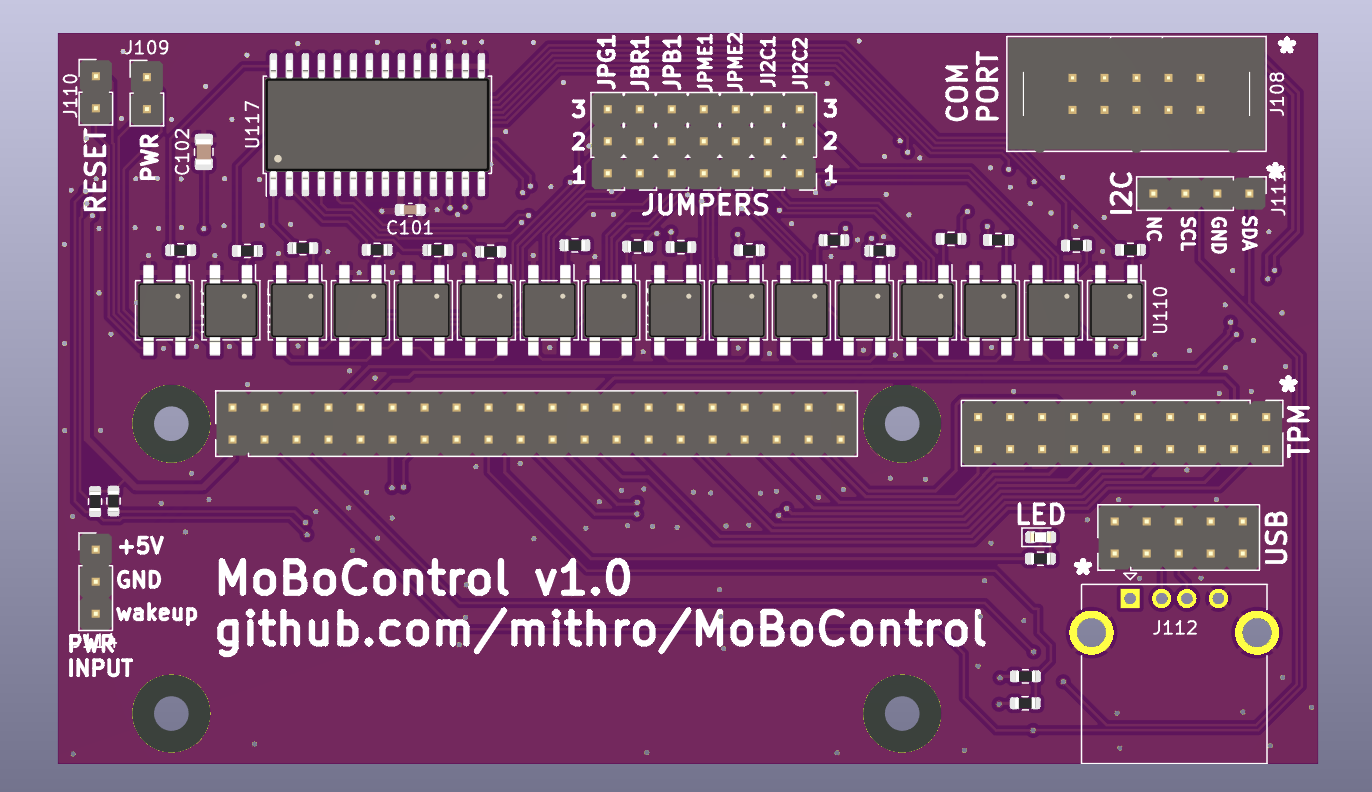 J109
J110
RESET
PWR
C102
U117
C101
JPG1
JBR1
JPB1
JPME1
JPME2
JI2C1
JI2C2
3
3
2
2
1
1
JUMPERS
COM
PORT
*
J108
I2C
*
NC
SCL
GND
SDA
U110
*
TPM
LED
USB
*
J112
+5V
GND
wakeup
PWR
INPUT
MoBoControl v1.0
github.com/mithro/MoBoControl